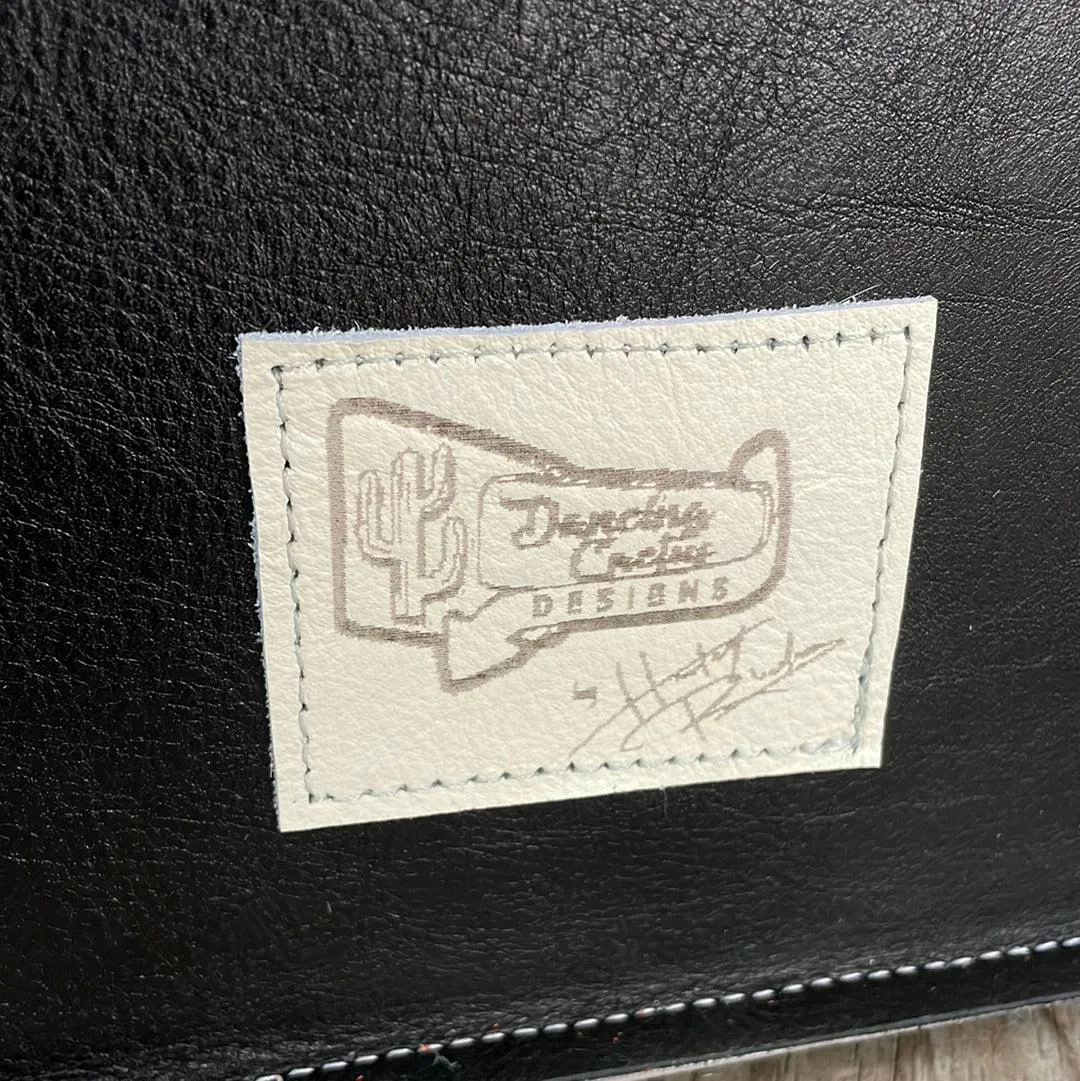 Dancing
Cactus
DESIGNS
by